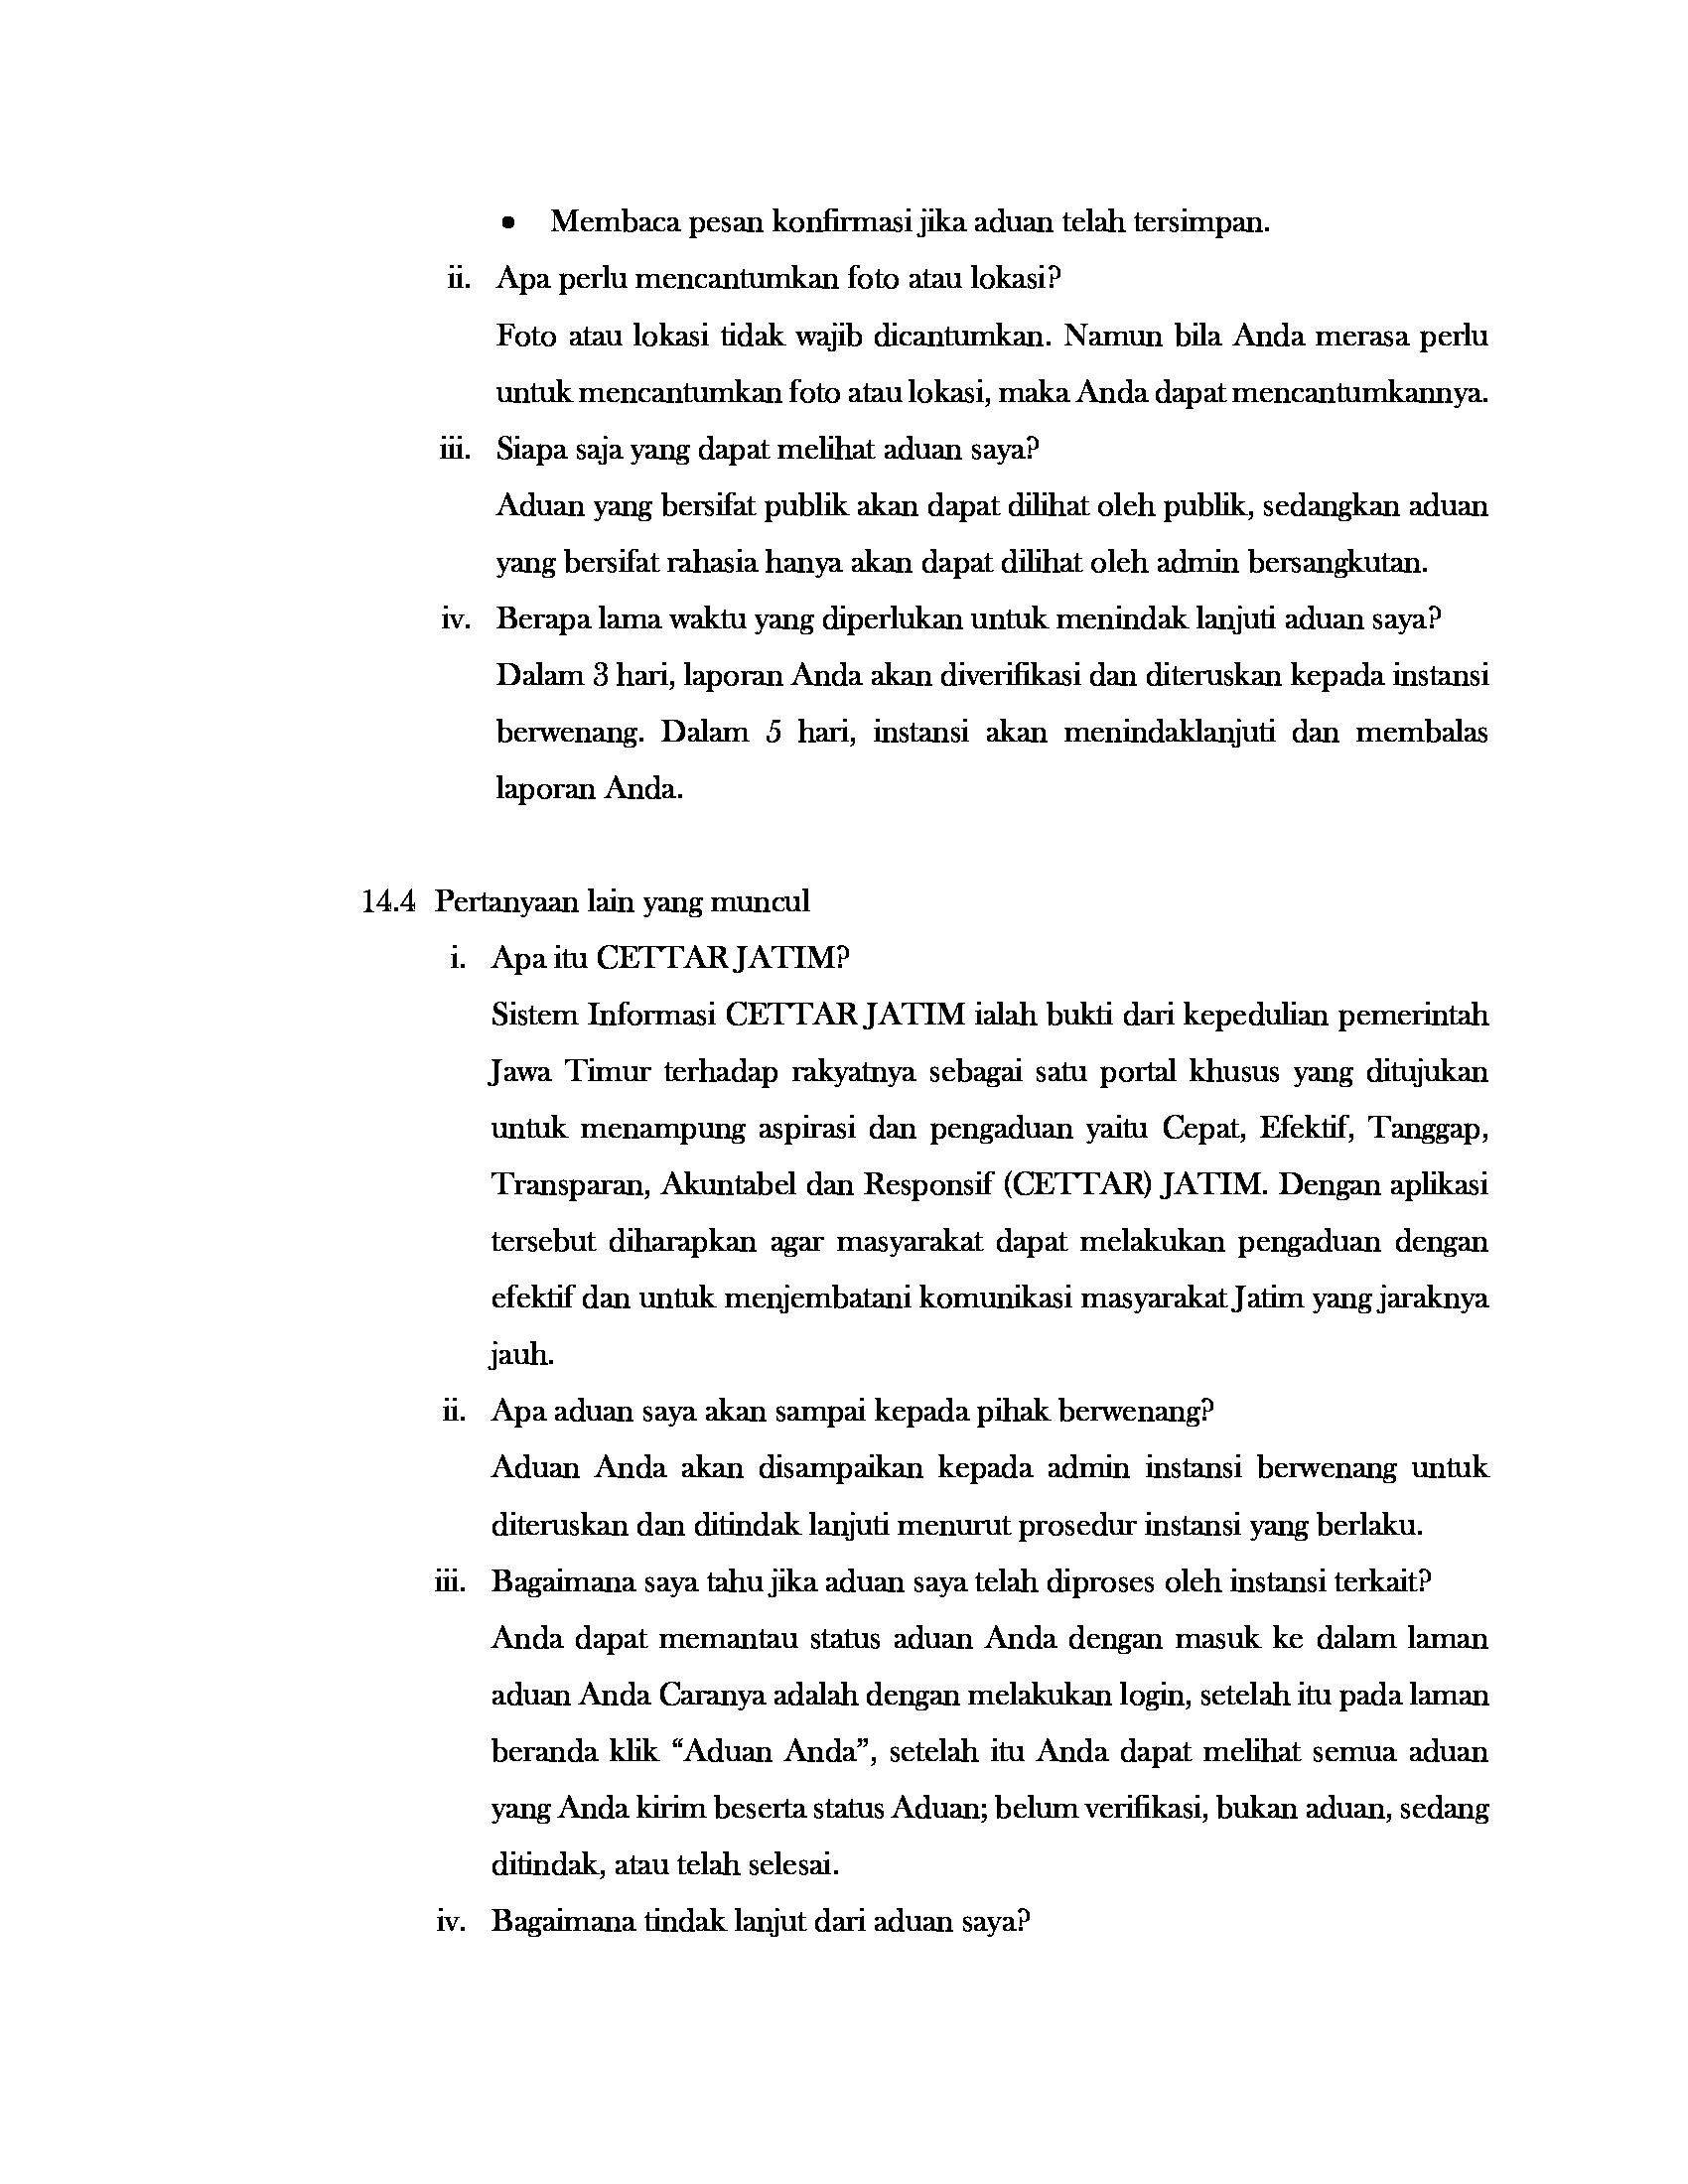 • Membaca pesan konfirmasi jika aduan telah tersimpan.
ii. Apa perlu mencantumkan foto atau lokasi?
Foto atau lokasi tidak wajib dicantumkan. Namun bila Anda merasa perlu
untuk mencantumkan foto atau lokasi, maka Anda dapat mencantumkannya.
iii. Siapa saja yang dapat melihat aduan saya?
Aduan yang bersifat publik akan dapat dilihat oleh publik, sedangkan aduan
yang bersifat rahasia hanya akan dapat dilihat oleh admin bersangkutan.
iv. Berapa lama waktu yang diperlukan untuk menindak lanjuti aduan saya?
Dalam 3 hari, laporan Anda akan diverifikasi dan diteruskan kepada instansi
berwenang. Dalam 5 hari, instansi akan menindaklanjuti dan membalas
laporan Anda.
14.4 Pertanyaan lain yang muncul
i. Apa itu CETTAR JATIM?
Sistem Informasi CETTAR JATIM ialah bukti dari kepedulian pemerintah
Jawa Timur terhadap rakyatnya sebagai satu portal khusus yang ditujukan
untuk menampung aspirasi dan pengaduan yaitu Cepat, Efektif, Tanggap,
Transparan, Akuntabel dan Responsif (CETTAR) JATIM. Dengan aplikasi
tersebut diharapkan agar masyarakat dapat melakukan pengaduan dengan
efektif dan untuk menjembatani komunikasi masyarakat Jatim yang jaraknya
jauh.
ii. Apa aduan saya akan sampai kepada pihak berwenang?
Aduan Anda akan disampaikan kepada admin instansi berwenang untuk
diteruskan dan ditindak lanjuti menurut prosedur instansi yang berlaku.
iii. Bagaimana saya tahu jika aduan saya telah diproses oleh instansi terkait?
Anda dapat memantau status aduan Anda dengan masuk ke dalam laman
aduan Anda Caranya adalah dengan melakukan login, setelah itu pada laman
beranda klik “Aduan Anda”, setelah itu Anda dapat melihat semua aduan
yang Anda kirim beserta status Aduan; belum verifikasi, bukan aduan, sedang
ditindak, atau telah selesai.
iv. Bagaimana tindak lanjut dari aduan saya?